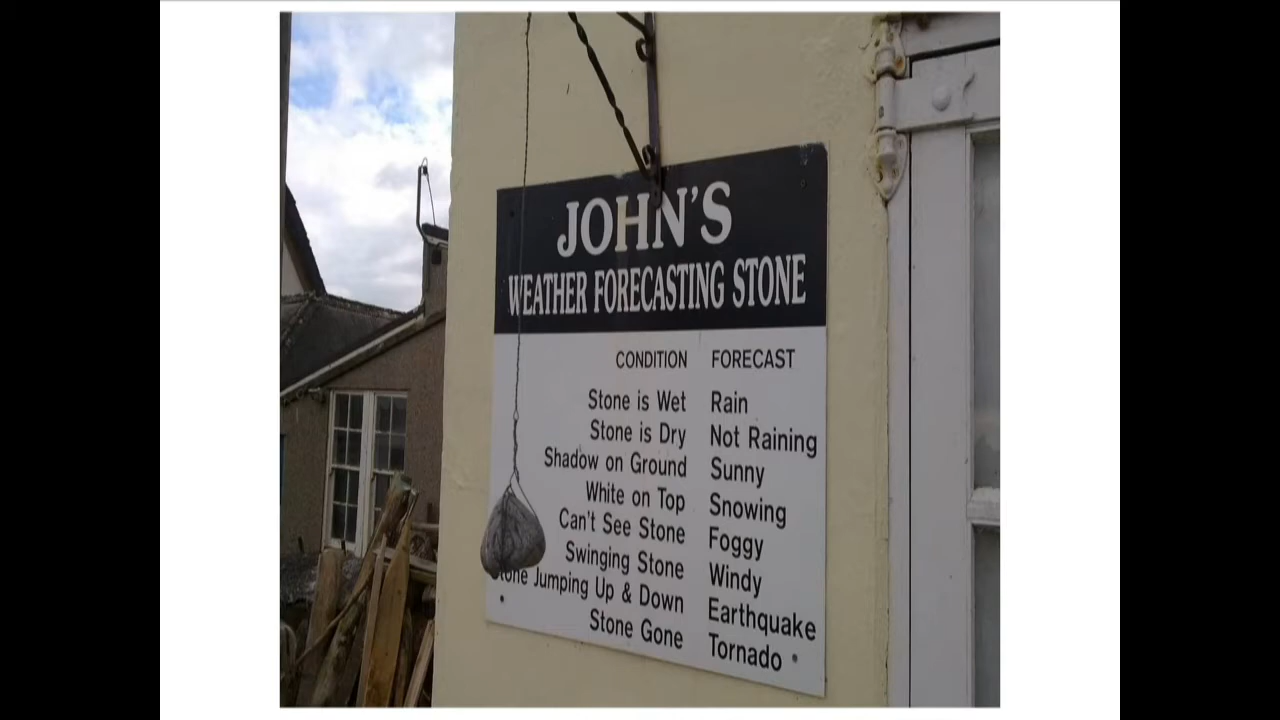 JOHN'S
WEATHER FORECASTING STONE
CONDITION FORECAST
Stone is Wet Rain
Stone is Dry Not Raining
Shadow on Ground Sunny
White on Top Snowing
Can't See Stone Foggy
Swinging Stone Windy
Stone Jumping Up & Down Earthquake
Stone Gone Tornado